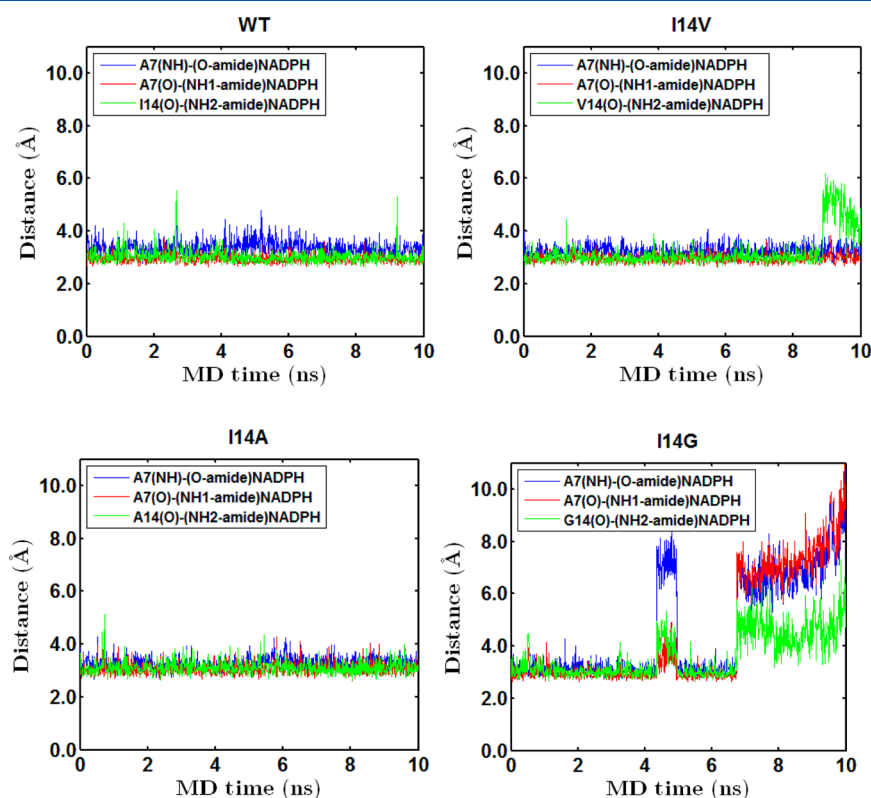 WT
A7(NH)-(O-amide)NADPH
A7(O)-(NH1-amide)NADPH
I14(O)-(NH2-amide)NADPH
10.0
8.0
6.0
4.0
2.0
0.0
Distance (Å)
0 2 4 6 8 10
MD time (ns)
I14V
A7(NH)-(O-amide)NADPH
A7(O)-(NH1-amide)NADPH
V14(O)-(NH2-amide)NADPH
10.0
8.0
6.0
4.0
2.0
0.0
Distance (Å)
0 2 4 6 8 10
MD time (ns)
I14A
A7(NH)-(O-amide)NADPH
A7(O)-(NH1-amide)NADPH
A14(O)-(NH2-amide)NADPH
10.0
8.0
6.0
4.0
2.0
0.0
Distance (Å)
0 2 4 6 8 10
MD time (ns)
I14G
A7(NH)-(O-amide)NADPH
A7(O)-(NH1-amide)NADPH
G14(O)-(NH2-amide)NADPH
10.0
8.0
6.0
4.0
2.0
0.0
Distance (Å)
0 2 4 6 8 10
MD time (ns)